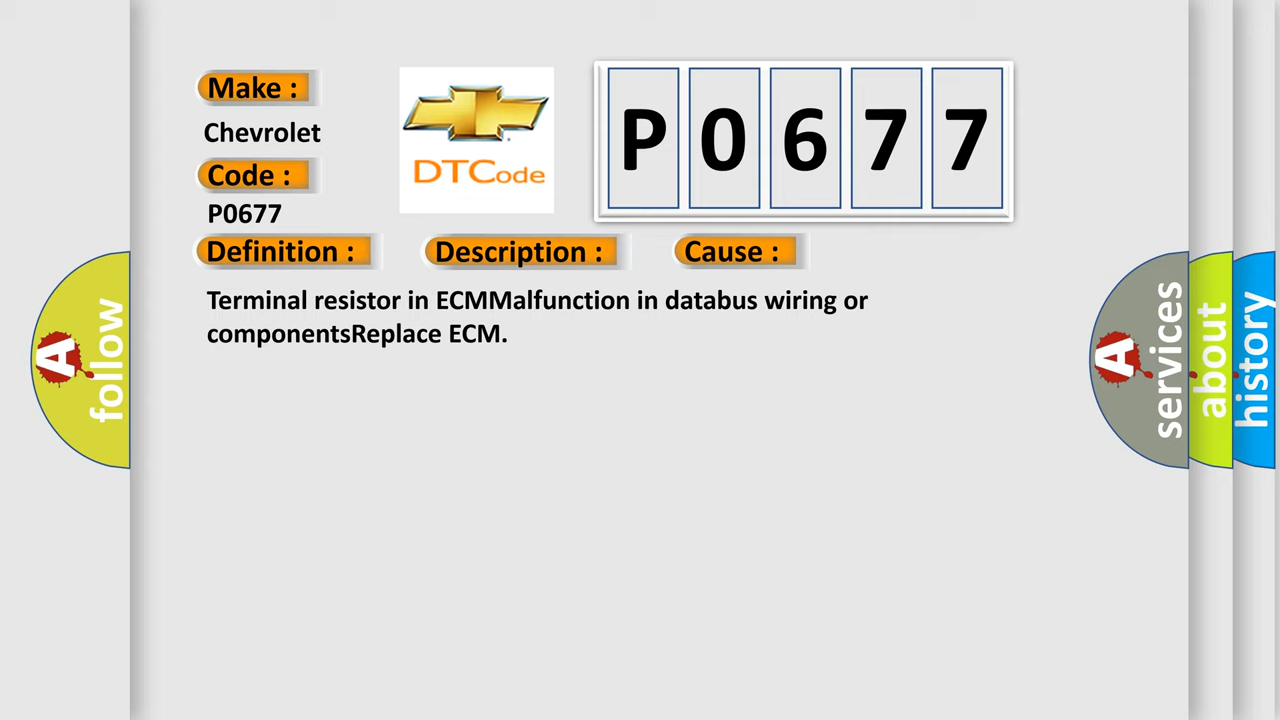 Make :
Chevrolet
Code :
P0677
DTCode
P0677
Definition :
Description :
Cause :
Terminal resistor in ECMMalfunction in databus wiring or
componentsReplace ECM.
A follow
A services
about
history